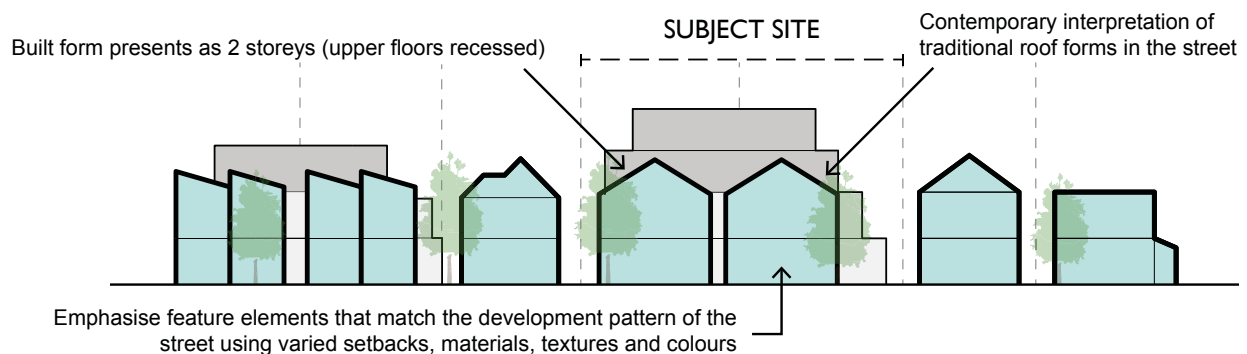 SUBJECT SITE
Contemporary interpretation of
traditional roof forms in the street
Built form presents as 2 storeys (upper floors recessed)
Emphasise feature elements that match the development pattern of the
street using varied setbacks, materials, textures and colours